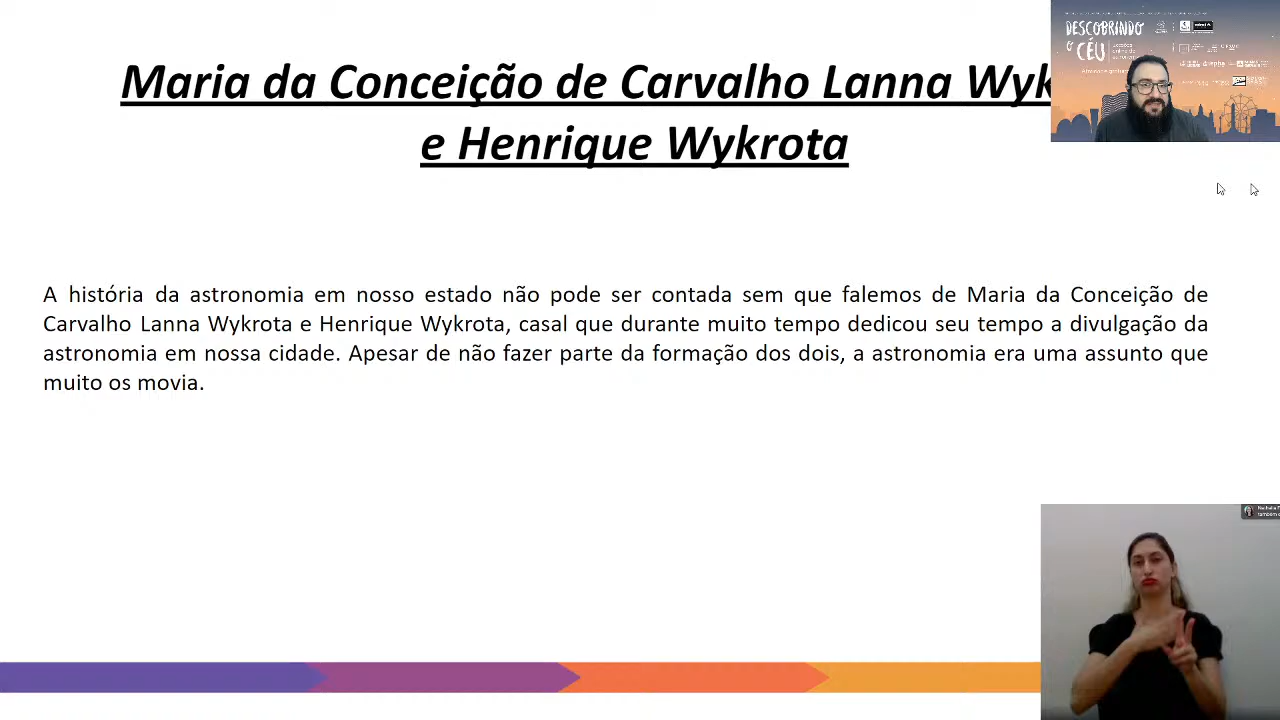 Maria da Conceição de Carvalho Lanna Wyk
e Henrique Wykrota
DESCOBRINDO
O CÉU
A história da astronomia em nosso estado não pode ser contada sem que falemos de Maria da Conceição de
Carvalho Lanna Wykrota e Henrique Wykrota, casal que durante muito tempo dedicou seu tempo a divulgação da
astronomia em nossa cidade. Apesar de não fazer parte da formação dos dois, a astronomia era uma assunto que
muito os movia.